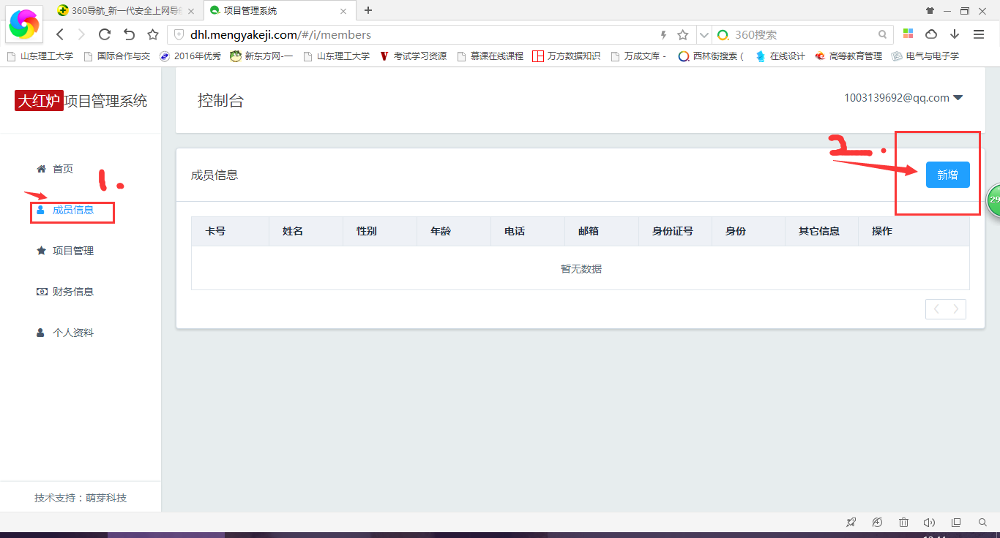 360导航_新一代安全上网导航
项目管理系统
dhl.mengyakeji.com/#/i/members
360搜索
山东理工大学 国际合作与交 2016年优秀 新东方网-一 山东理工大学 考试学习资源 慕课在线课程 万方数据知识 万成文库 - 西林街搜索 ( 在线设计 高等教育管理 电气与电子学
大红炉项目管理系统
控制台
1003139692@qq.com
首页
1.
成员信息
项目管理
财务信息
个人资料
2.
成员信息
新增
29
卡号 姓名 性别 年龄 电话 邮箱 身份证号 身份 其它信息 操作
暂无数据
技术支持：萌芽科技